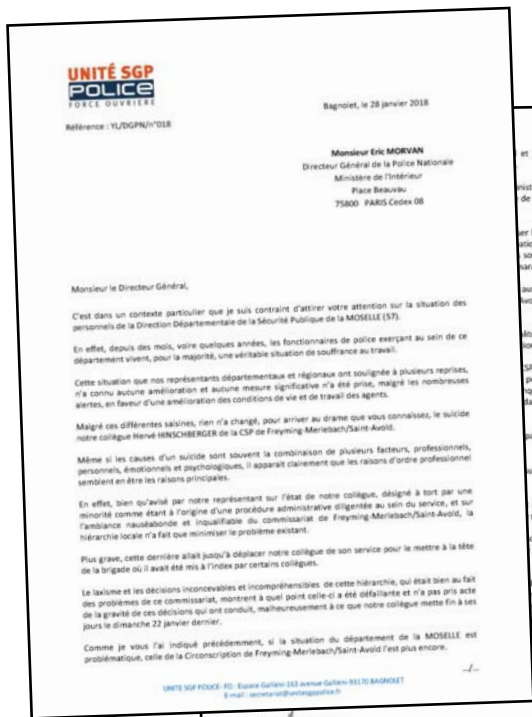 UNITÉ SGP
POLICE
FORCE OUVRIERE
Référence : YL/DGPN/n°018
Bagnolet, le 28 janvier 2018
Monsieur Eric MORVAN
Directeur Général de la Police Nationale
Ministère de l'Intérieur
Place Beauvau
75800 PARIS Cedex 08
Monsieur le Directeur Général,
C'est dans un contexte particulier que je suis contraint d'attirer votre attention sur la situation des
personnels de la Direction Départementale de la Sécurité Publique de la MOSELLE (57).
En effet, depuis des mois, voire quelques années, les fonctionnaires de police exerçant au sein de ce
département vivent, pour la majorité, une véritable situation de souffrance au travail.
Cette situation que nos représentants départementaux et régionaux ont soulignée à plusieurs reprises,
n'a connu aucune amélioration et aucune mesure significative n'a été prise, malgré les nombreuses
alertes, en faveur d'une amélioration des conditions de vie et de travail des agents.
Malgré ces différentes saisines, rien n'a changé, pour arriver au drame que vous connaissez, le suicide
notre collègue Hervé HINSCHBERGER de la CSP de Freyming-Merlebach/Saint-Avold.
Même si les causes d'un suicide sont souvent la combinaison de plusieurs facteurs, professionnels,
personnels, émotionnels et psychologiques, il apparait clairement que les raisons d'ordre professionnel
semblent en être les raisons principales.
En effet, bien qu'avisé par notre représentant sur l'état de notre collègue, désigné à tort par une
minorité comme étant à l'origine d'une procédure administrative diligentée au sein du service, et sur
l'ambiance nauséabonde et inqualifiable du commissariat de Freyming-Merlebach/Saint-Avold, la
hiérarchie locale n'a fait que minimiser le problème existant.
Plus grave, cette dernière allait jusqu'à déplacer notre collègue de son service pour le mettre à la tête
de la brigade où il avait été mis à l'index par certains collègues.
Le laxisme et les décisions inconcevables et incompréhensibles de cette hiérarchie, qui était bien au fait
des problèmes de ce commissariat, montrent à quel point celle-ci a été défaillante et n'a pas pris acte
de la gravité de ces décisions qui ont conduit, malheureusement à ce que notre collègue mette fin à ses
jours le dimanche 22 janvier dernier.
Comme je vous l'ai indiqué précédemment, si la situation du département de la MOSELLE est
problématique, celle de la Circonscription de Freyming-Merlebach/Saint-Avold l'est plus encore.
.../...
UNITE SGP POLICE- FO : Espace Galliéni-163 avenue Galliéni-93170 BAGNOLET
E-mail : secretariat@unitesgppolice.fr